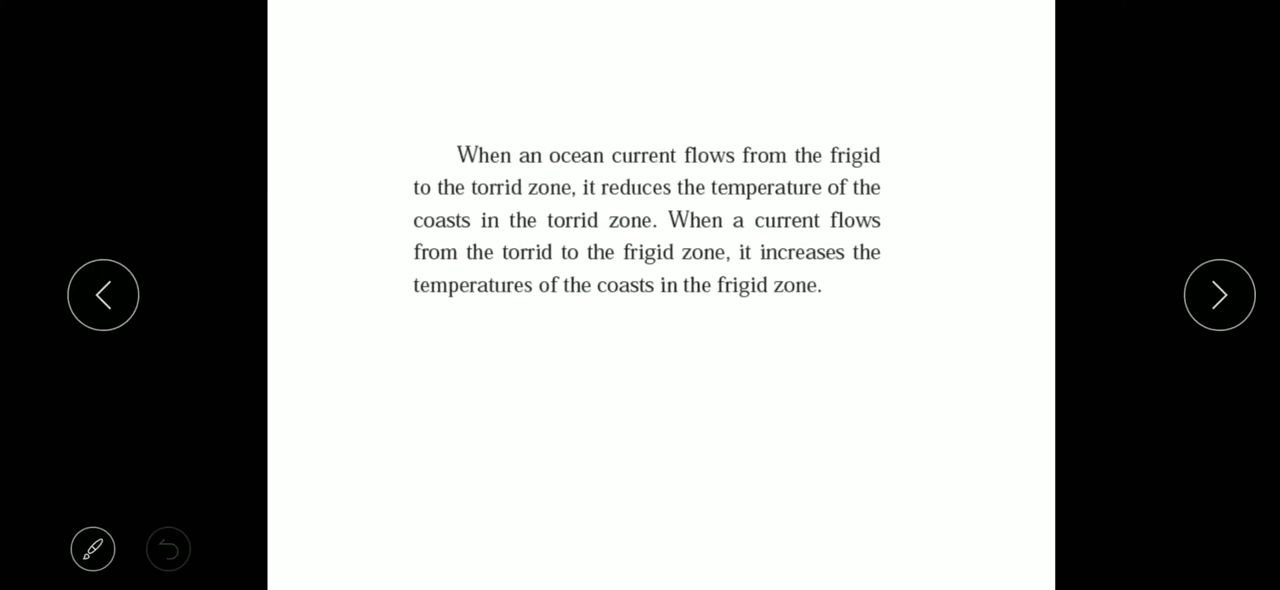 When an ocean current flows from the frigid
to the torrid zone, it reduces the temperature of the
coasts in the torrid zone. When a current flows
from the torrid to the frigid zone, it increases the
temperatures of the coasts in the frigid zone.